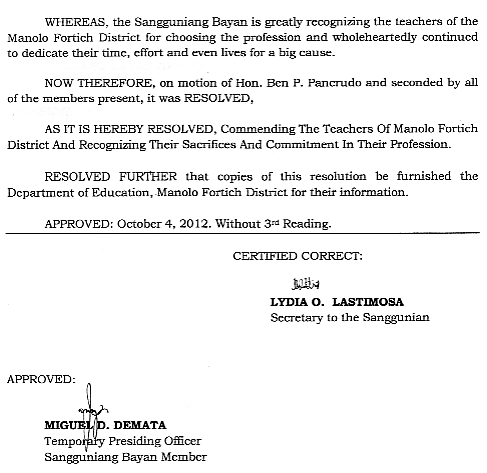 WHEREAS, the Sangguniang Bayan is greatly recognizing the teachers of the
Manolo Fortich District for choosing the profession and wholeheartedly continued
to dedicate their time, effort and even lives for a big cause.
NOW THEREFORE, on motion of Hon. Ben P. Pancrudo and seconded by all
of the members present, it was RESOLVED,
AS IT IS HEREBY RESOLVED, Commending The Teachers Of Manolo Fortich
District And Recognizing Their Sacrifices And Commitment In Their Profession.
RESOLVED FURTHER that copies of this resolution be furnished the
Department of Education, Manolo Fortich District for their information.
APPROVED: October 4, 2012. Without 3rd Reading.
CERTIFIED CORRECT:
LYDIA O. LASTIMOSA
Secretary to the Sanggunian
APPROVED:
MIGUEL D. DEMATA
Temporary Presiding Officer
Sangguniang Bayan Member